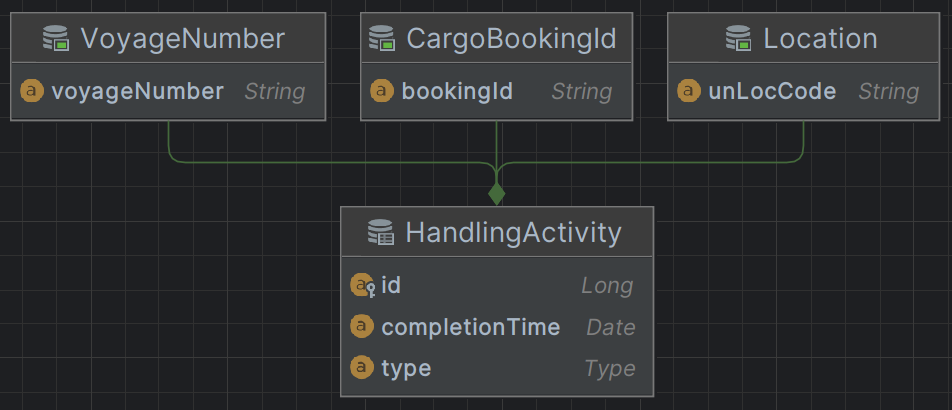 VoyageNumber
a voyageNumber String
CargoBookingId
a bookingId String
Location
a unLocCode String
HandlingActivity
a id Long
a completionTime Date
a type Type